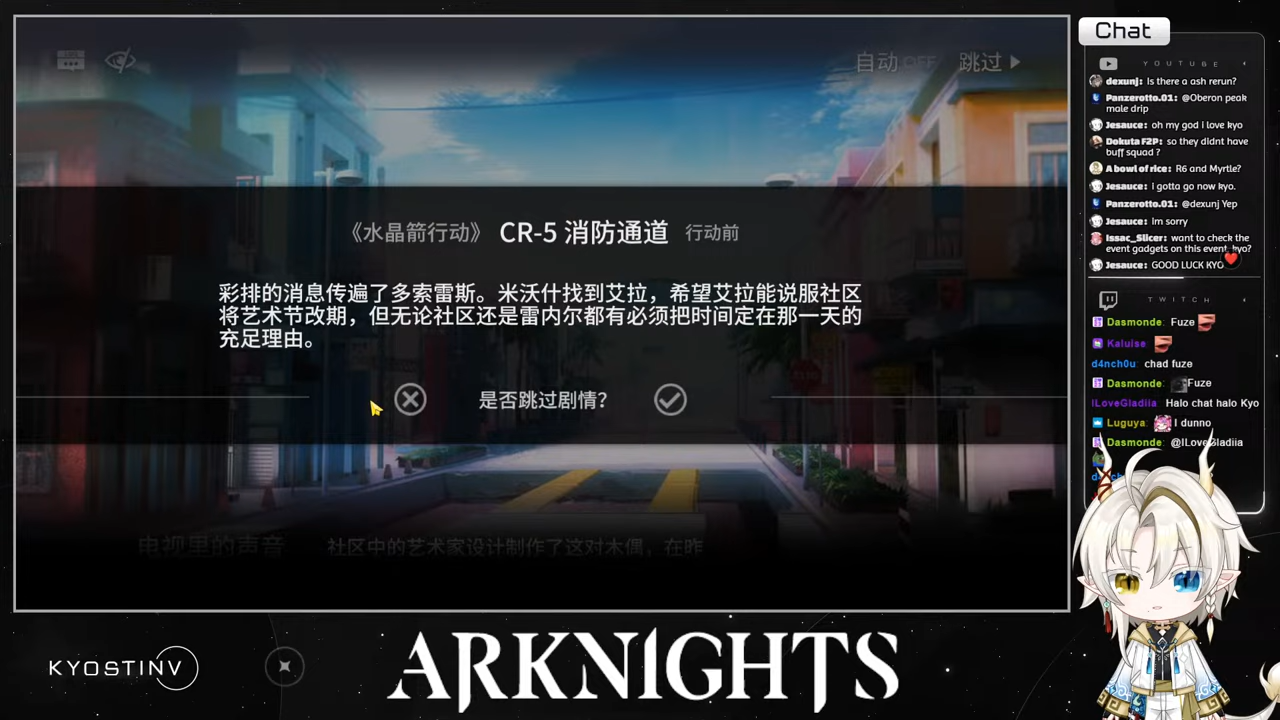 自动 OFF 跳过
《水晶箭行动》 CR-5 消防通道 行动前
彩排的消息传遍了多索雷斯。米沃什找到艾拉，希望艾拉能说服社区
将艺术节改期，但无论社区还是雷内尔都有必须把时间定在那一天的
充足理由。
是否跳过剧情？
电视里的声音 社区中的艺术家设计制作了这对木偶，在昨
Chat
YOUTUBE
dexunj: Is there a ash rerun?
Panzerotto.01: @Oberon peak
male drip
Jesauce: oh my god i love kyo
Dokuta F2P: so they didnt have
buff squad ?
A bowl of rice: R6 and Myrtle?
Jesauce: i gotta go now kyo.
Panzerotto.01: @dexunj Yep
Jesauce: im sorry
Issac_Slicer: want to check the
event gadgets on this event, kyo?
Jesauce: GOOD LUCK KYO
TWITCH
Dasmonde: Fuze
Kaluise
d4nch0u: chad fuze
Dasmonde: Fuze
ILoveGladiia: Halo chat halo Kyo
Luguya: I dunno
Dasmonde: @ILoveGladiia
KYOSTINV
ARKNIGHTS